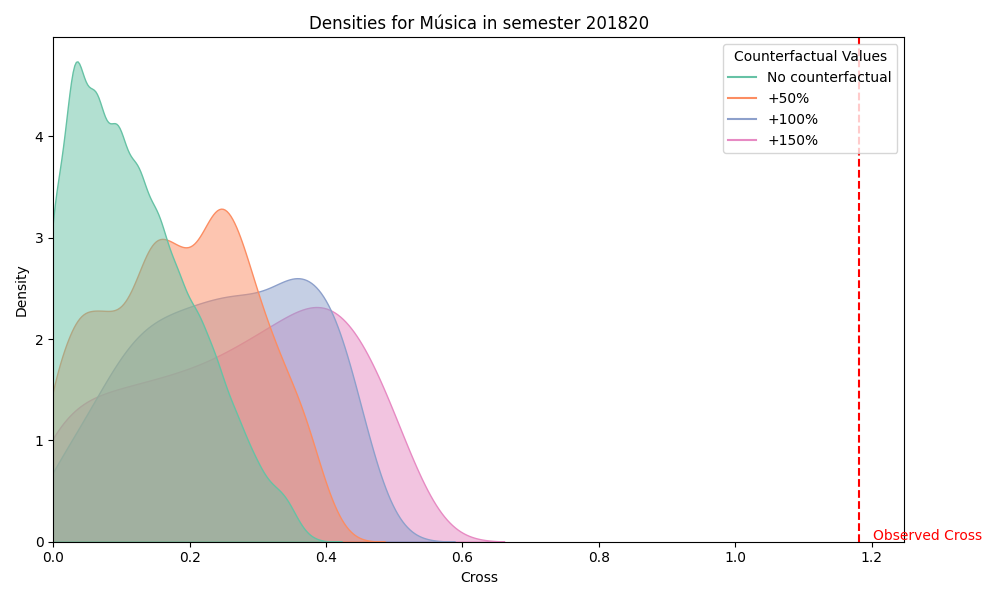 Densities for Música in semester 201820
Counterfactual Values
No counterfactual
+50%
+100%
+150%
Density
4
3
2
1
0
0.0
0.2
0.4
0.6
0.8
1.0
1.2
Observed Cross
Cross